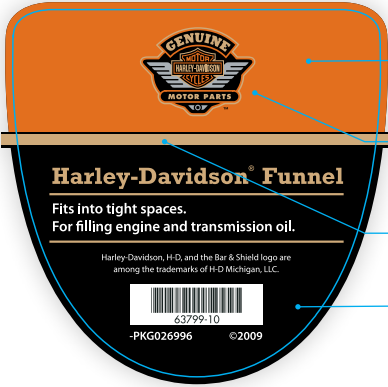 GENUINE
MOTOR
HARLEY-DAVIDSON
CYCLES
MOTOR PARTS
™
Harley-Davidson® Funnel
Fits into tight spaces.
For filling engine and transmission oil.
Harley-Davidson, H-D, and the Bar & Shield logo are
among the trademarks of H-D Michigan, LLC.
63799-10
-PKG026996 ©2009